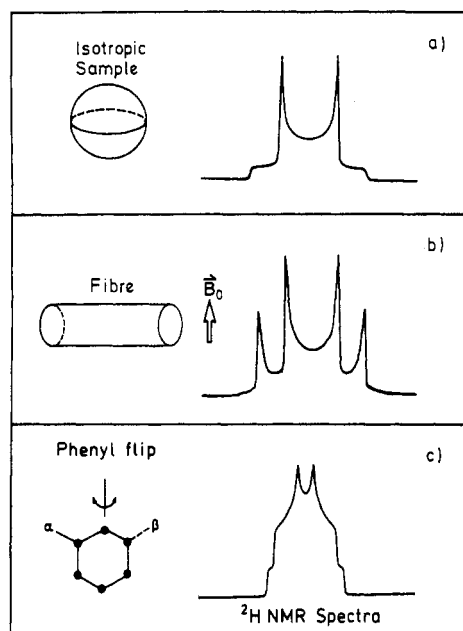 Isotropic
Sample
a)
Fibre
B₀
b)
Phenyl flip
c)
α
β
²H NMR Spectra